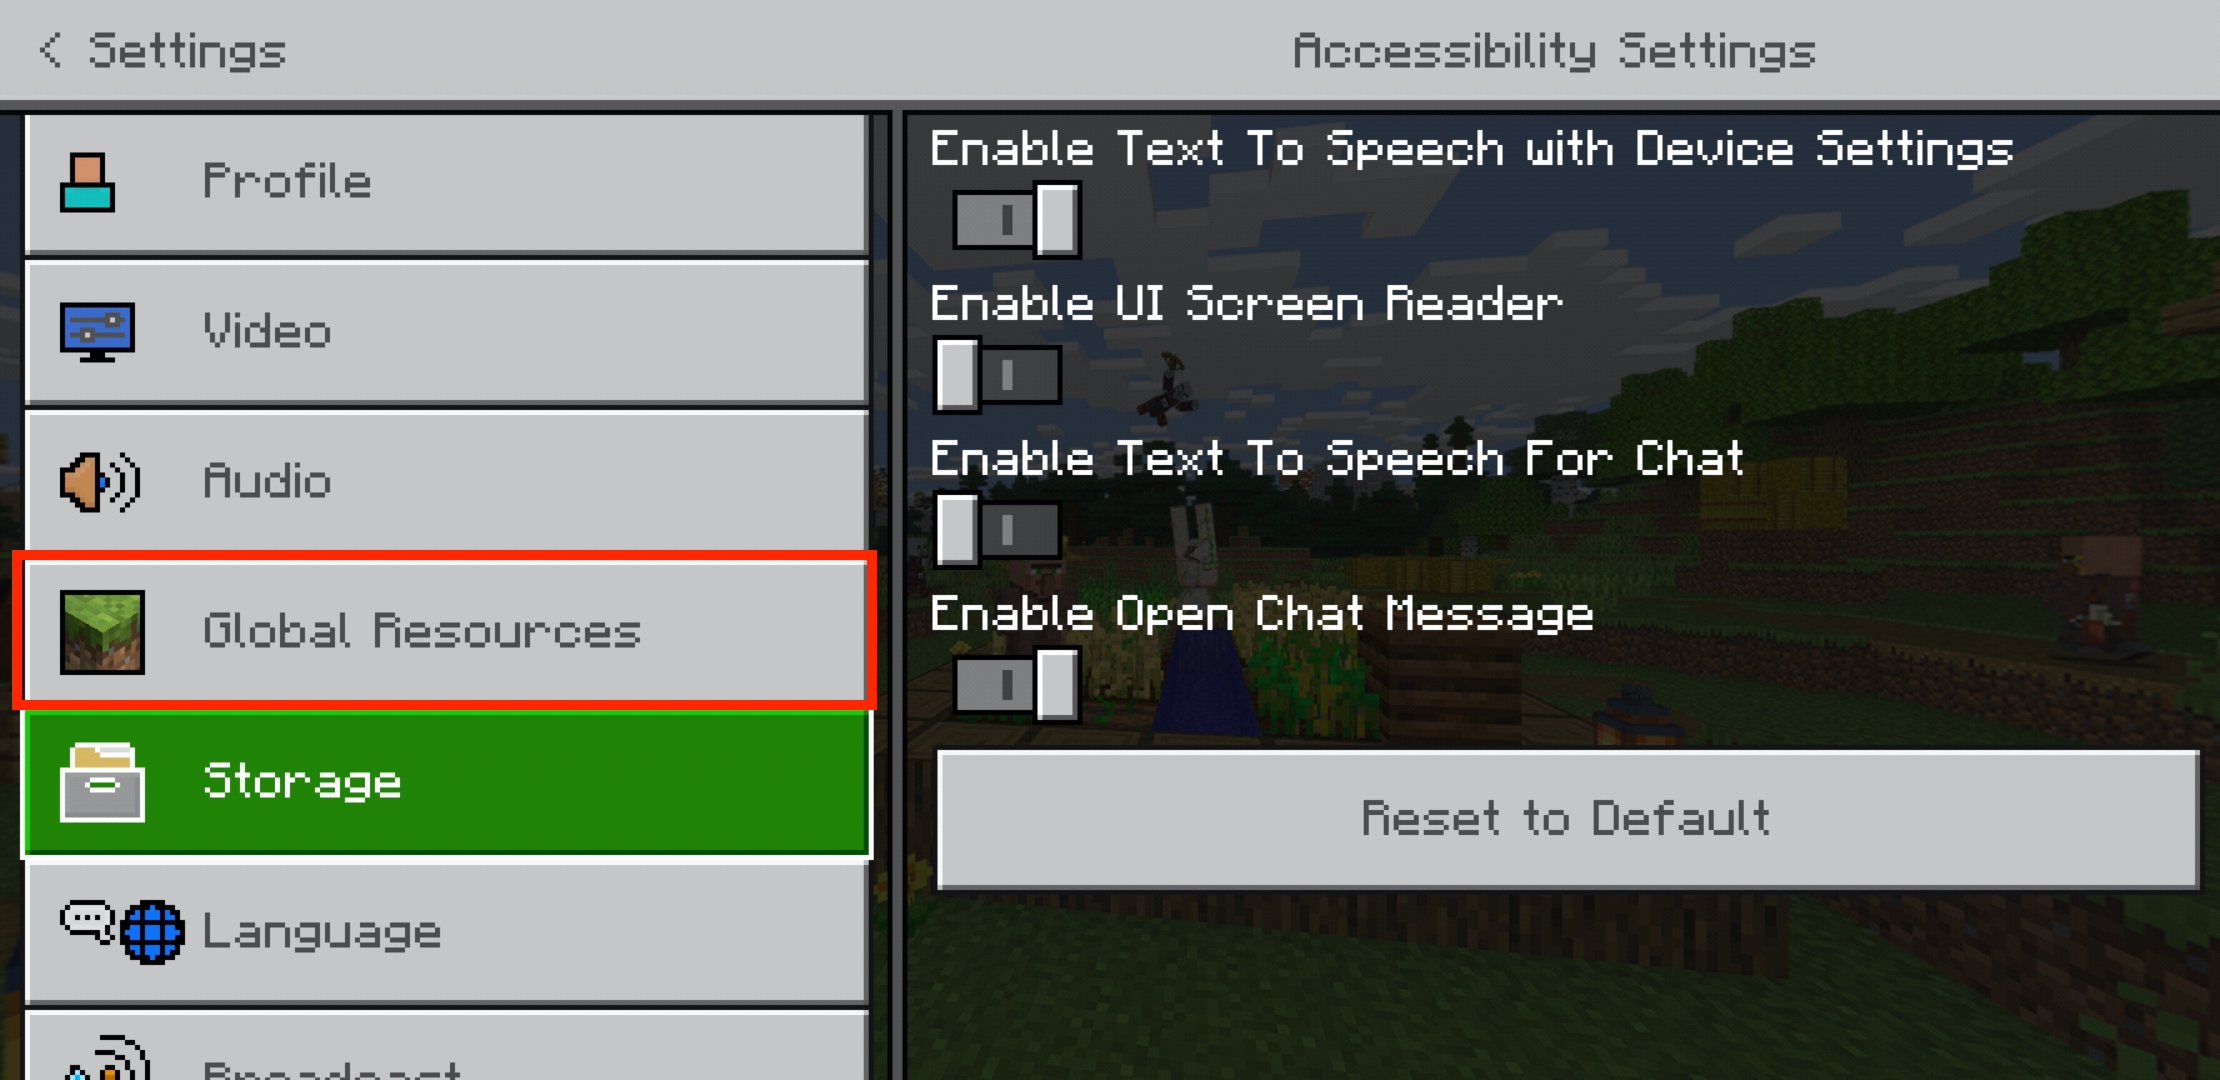 Settings
Accessibility Settings
Profile
Video
Audio
Global Resources
Storage
Language
Broadcast
Enable Text To Speech with Device Settings
Enable UI Screen Reader
Enable Text To Speech For Chat
Enable Open Chat Message
Reset to Default